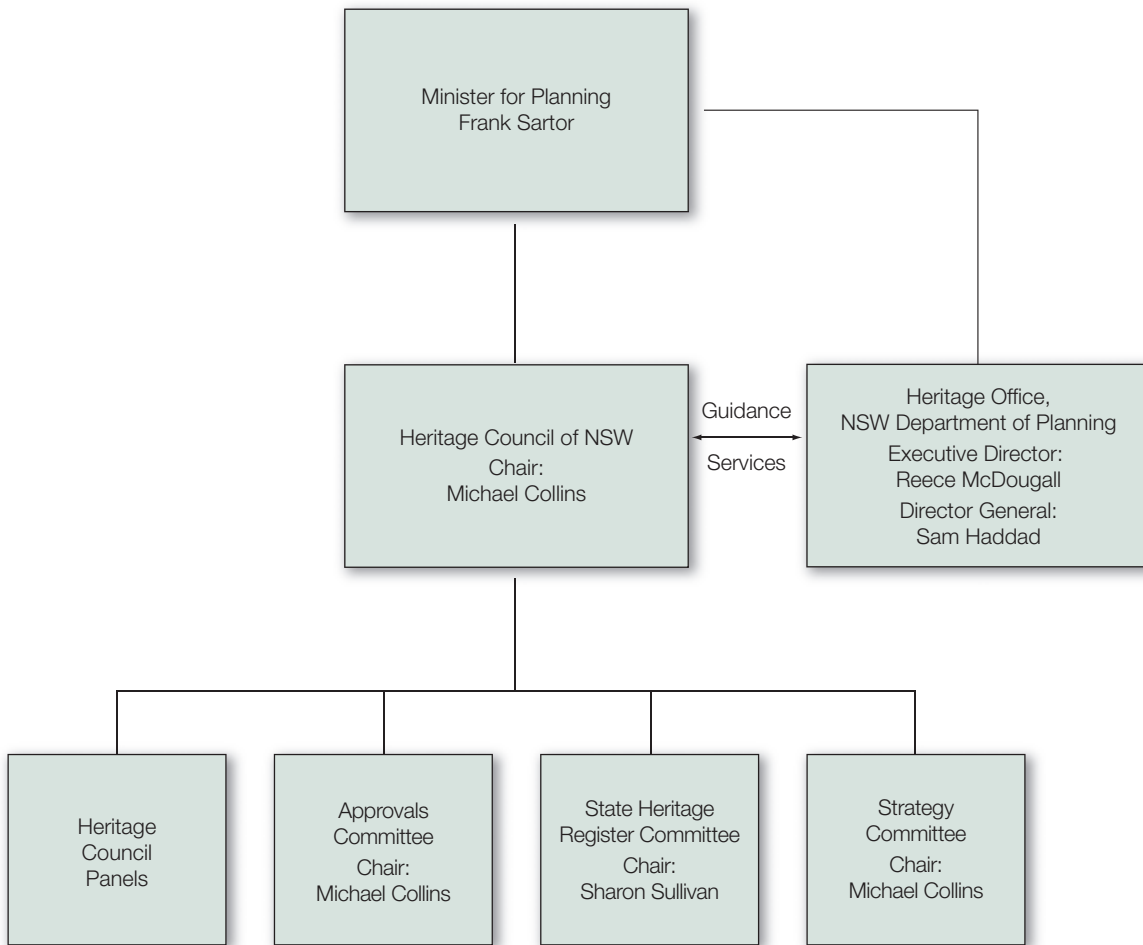 Minister for Planning
Frank Sartor
Heritage Council of NSW
Chair:
Michael Collins
Guidance
Services
Heritage Office,
NSW Department of Planning
Executive Director:
Reece McDougall
Director General:
Sam Haddad
Heritage
Council
Panels
Approvals
Committee
Chair:
Michael Collins
State Heritage
Register Committee
Chair:
Sharon Sullivan
Strategy
Committee
Chair:
Michael Collins